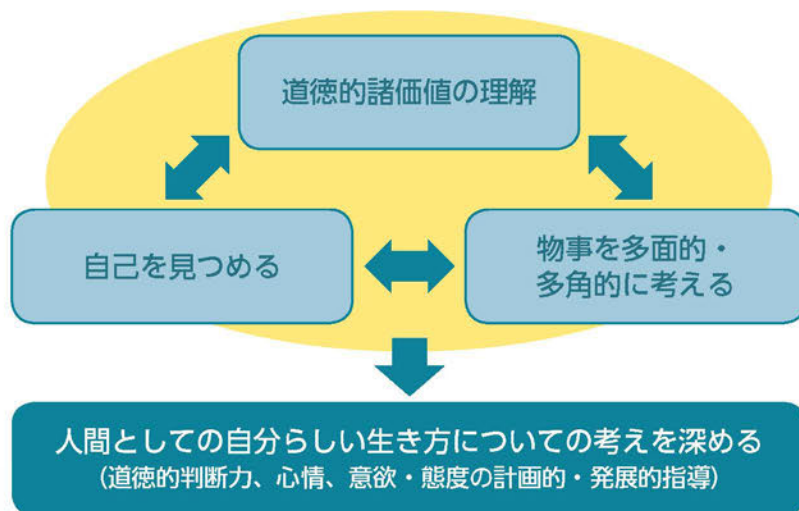 道徳的諸価値の理解
自己を見つめる
物事を多面的・
多角的に考える
人間としての自分らしい生き方についての考えを深める
（道徳的判断力、心情、意欲・態度の計画的・発展的指導）